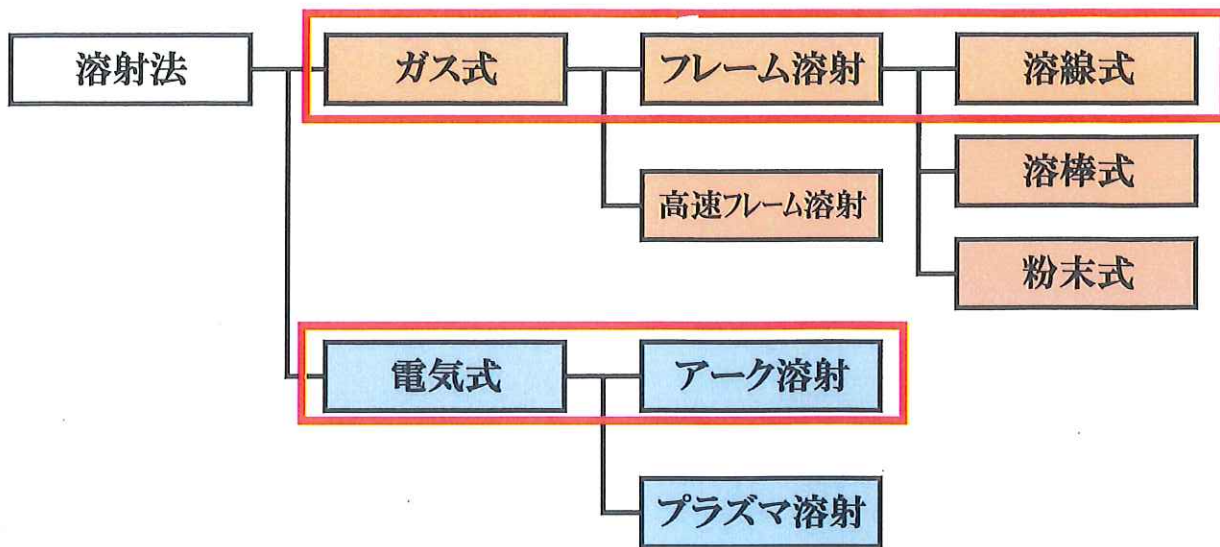 溶射法
ガス式
フレーム溶射
溶線式
溶棒式
高速フレーム溶射
粉末式
電気式
アーク溶射
プラズマ溶射